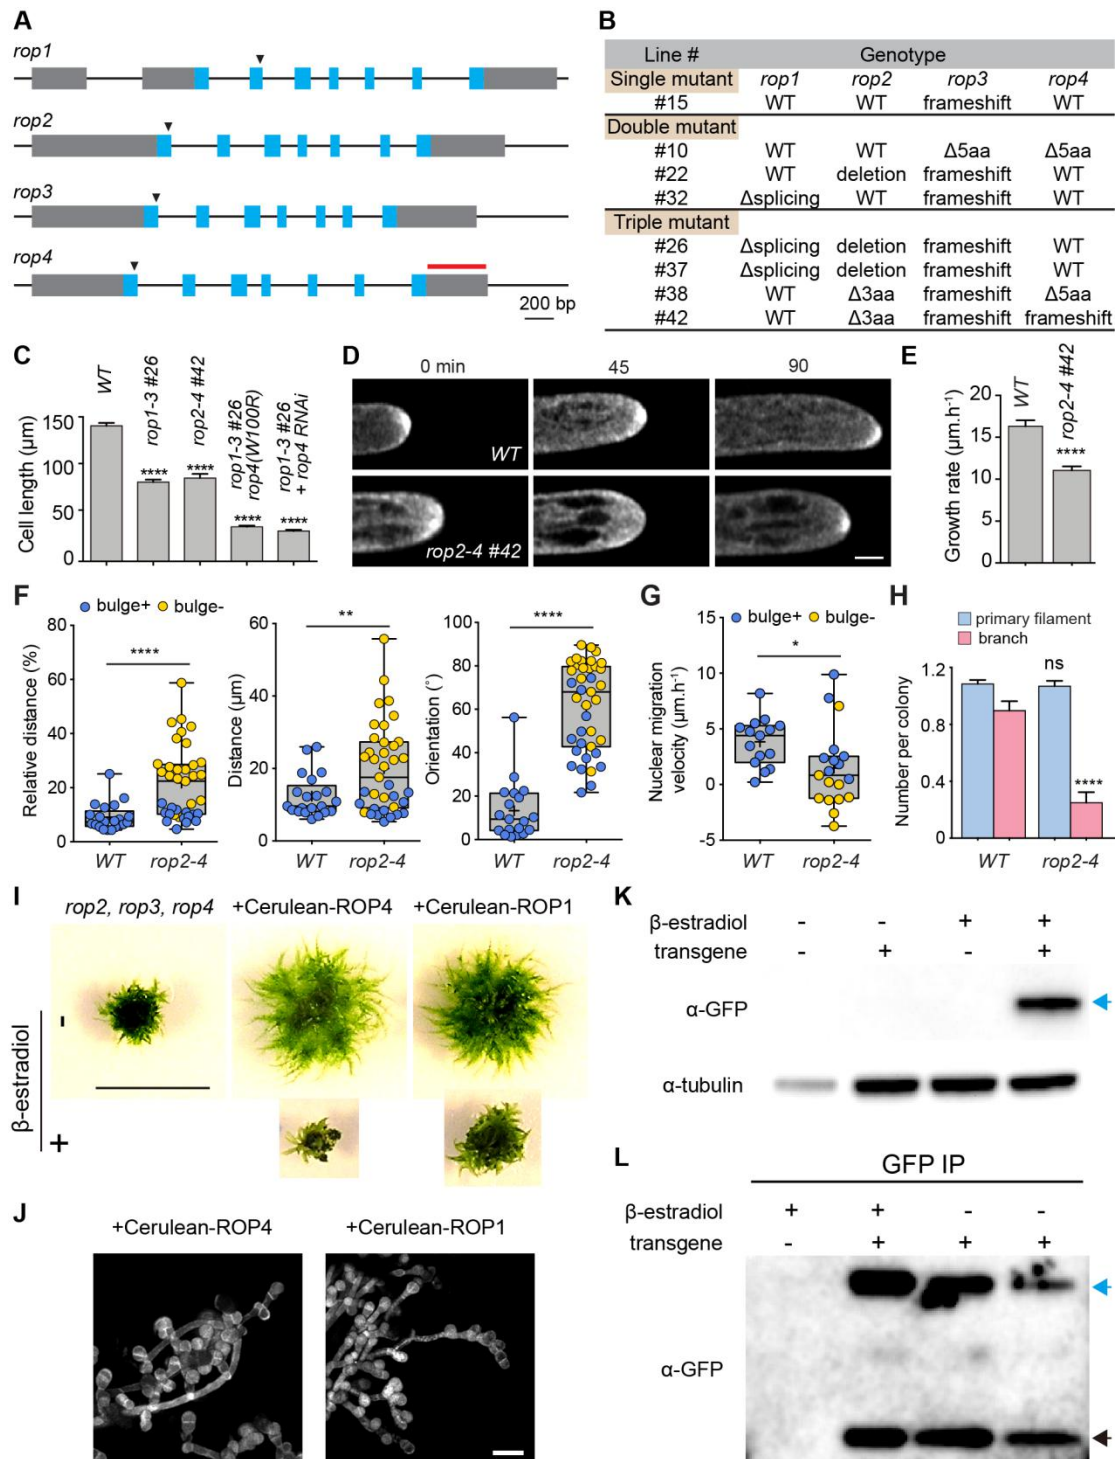 A
rop1
rop2
rop3
rop4
200 bp
B
Line # Genotype
Single mutant rop1 rop2 rop3 rop4
#15 WT WT frameshift WT
Double mutant
#10 WT WT Δ5aa Δ5aa
#22 WT deletion frameshift WT
#32 Δsplicing WT frameshift WT
Triple mutant
#26 Δsplicing deletion frameshift WT
#37 Δsplicing deletion frameshift WT
#38 WT Δ3aa frameshift Δ5aa
#42 WT Δ3aa frameshift frameshift
C
Cell length (µm)
150
100
50
0
WT
rop1-3 #26
rop2-4 #42
rop1-3 #26
rop4(W100R)
rop1-3 #26
+ rop4 RNAi
**** **** **** ****
D
0 min 45 90
WT
rop2-4 #42
E
Growth rate (µm.h⁻¹)
20
15
10
5
0
WT
rop2-4 #42
****
F
bulge+ bulge-
Relative distance (%)
80
60
40
20
0
****
WT rop2-4
Distance (µm)
60
40
20
0
**
WT rop2-4
Orientation (°)
100
80
60
40
20
0
****
WT rop2-4
G
bulge+ bulge-
Nuclear migration
velocity (µm.h⁻¹)
15
10
5
0
-5
*
WT rop2-4
H
primary filament
branch
Number per colony
1.2
0.8
0.4
0
ns
****
WT rop2-4
I
rop2, rop3, rop4 +Cerulean-ROP4 +Cerulean-ROP1
β-estradiol
-
+
J
+Cerulean-ROP4 +Cerulean-ROP1
K
β-estradiol - - + +
transgene - + - +
α-GFP
α-tubulin
L
GFP IP
β-estradiol + + - -
transgene - + + +
α-GFP